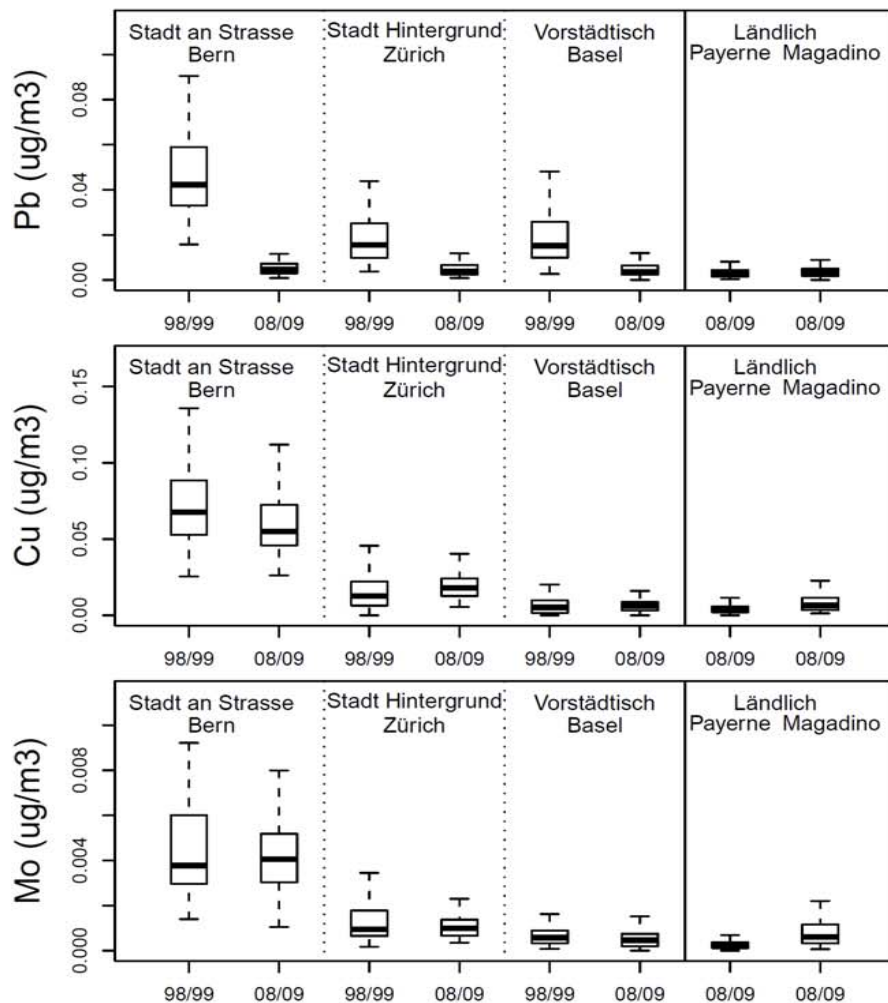 Stadt an Strasse
Bern
Stadt Hintergrund
Zürich
Vorstädtisch
Basel
Ländlich
Payerne Magadino
Pb (ug/m3)
0.08
0.04
0.00
98/99 08/09 98/99 08/09 98/99 08/09 08/09 08/09
Stadt an Strasse
Bern
Stadt Hintergrund
Zürich
Vorstädtisch
Basel
Ländlich
Payerne Magadino
Cu (ug/m3)
0.15
0.10
0.05
0.00
98/99 08/09 98/99 08/09 98/99 08/09 08/09 08/09
Stadt an Strasse
Bern
Stadt Hintergrund
Zürich
Vorstädtisch
Basel
Ländlich
Payerne Magadino
Mo (ug/m3)
0.008
0.004
0.000
98/99 08/09 98/99 08/09 98/99 08/09 08/09 08/09